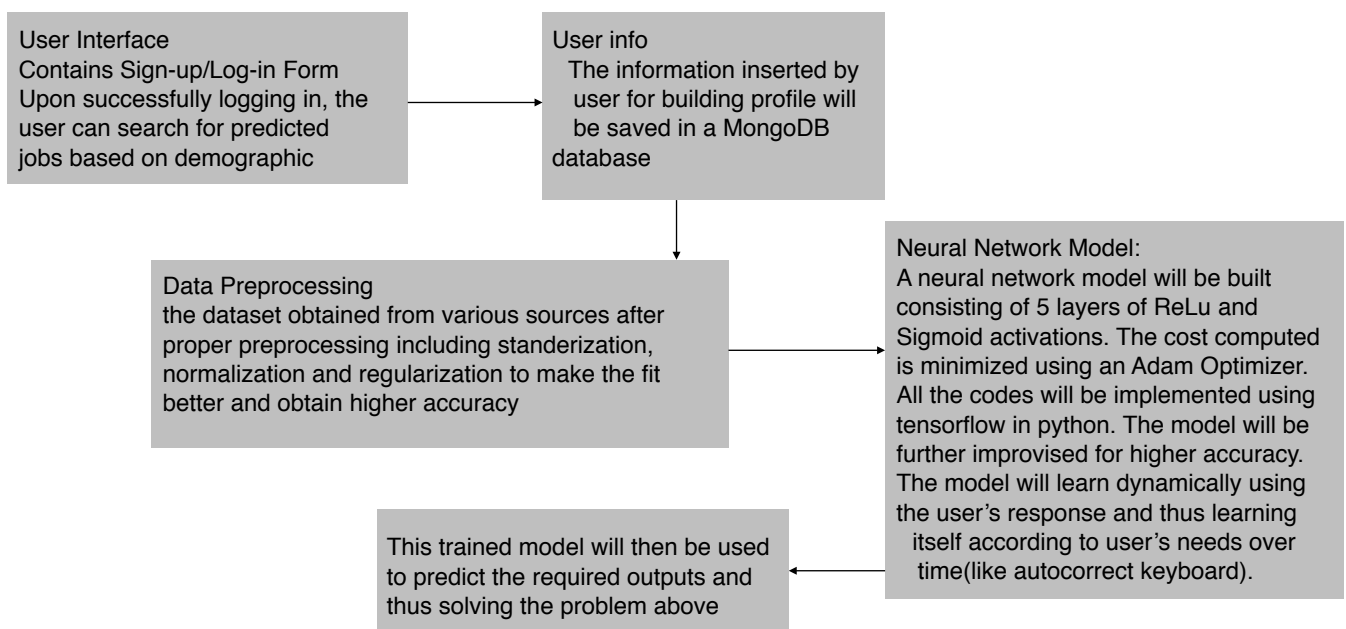 User Interface
Contains Sign-up/Log-in Form
Upon successfully logging in, the
user can search for predicted
jobs based on demographic
User info
The information inserted by
user for building profile will
be saved in a MongoDB
database
Data Preprocessing
the dataset obtained from various sources after
proper preprocessing including standerization,
normalization and regularization to make the fit
better and obtain higher accuracy
Neural Network Model:
A neural network model will be built
consisting of 5 layers of ReLu and
Sigmoid activations. The cost computed
is minimized using an Adam Optimizer.
All the codes will be implemented using
tensorflow in python. The model will be
further improvised for higher accuracy.
The model will learn dynamically using
the user’s response and thus learning
itself according to user’s needs over
time(like autocorrect keyboard).
This trained model will then be used
to predict the required outputs and
thus solving the problem above